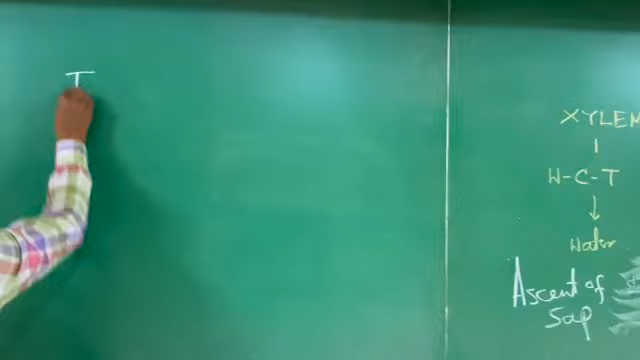 T
XYLEM
W-C-T
Water
Ascent of
Sap